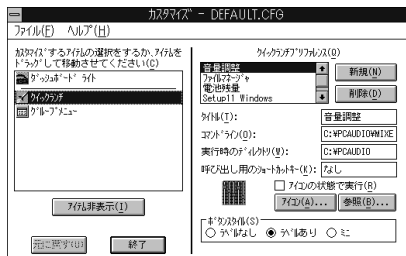 カスタマイズ - DEFAULT.CFG
ファイル(F) ヘルプ(H)
カスタマイズするアイテムの選択をするか、アイテムを
ドラッグして移動させてください(C)
ダッシュボード ライト
クイックランチ
グループメニュー
アイテム非表示(I)
元に戻す(U)
終了
クイックランチプリファレンス(Q)
音量調整
ファイルマネージャ
電池残量
Setup11 Windows
新規(N)
削除(D)
タイトル(T):
音量調整
コマンドライン(O):
C:¥PCAUDIO¥MIXE
実行時のディレクトリ(W):
C:¥PCAUDIO
呼び出し用のショートカットキー(K):
なし
アイコンの状態で実行(R)
アイコン(A)...
参照(B)...
ボタンスタイル(S)
ラベルなし
ラベルあり
ミニ